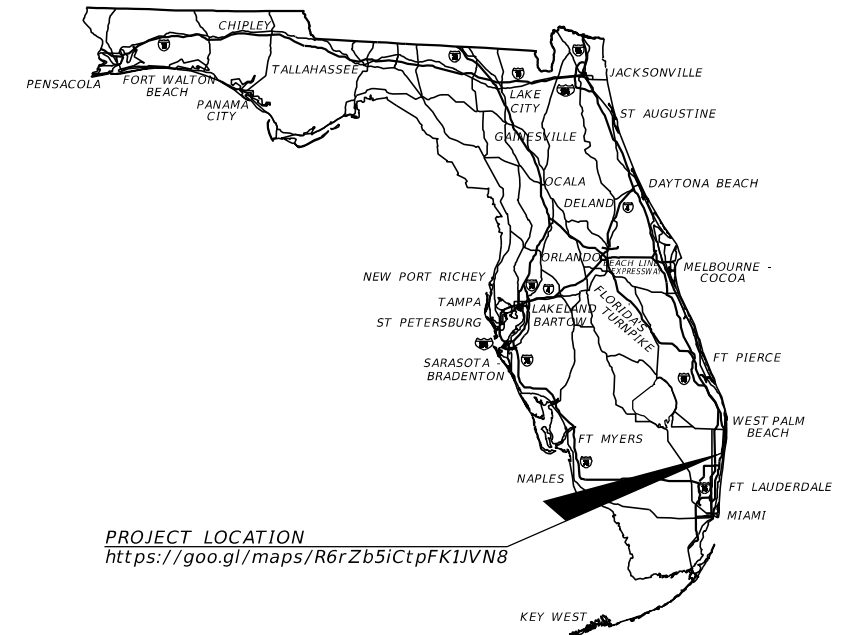 CHIPLEY
PENSACOLA
FORT WALTON
BEACH
PANAMA
CITY
TALLAHASSEE
LAKE
CITY
JACKSONVILLE
ST AUGUSTINE
GAINESVILLE
OCALA
DELAND
DAYTONA BEACH
ORLANDO
BEACH LINE
EXPRESSWAY
MELBOURNE -
COCOA
NEW PORT RICHEY
TAMPA
ST PETERSBURG
LAKELAND
BARTOW
FLORIDA'S
TURNPIKE
SARASOTA -
BRADENTON
FT PIERCE
WEST PALM
BEACH
FT MYERS
NAPLES
FT LAUDERDALE
MIAMI
PROJECT LOCATION
https://goo.gl/maps/R6rZb5iCtpFK1JVN8
KEY WEST